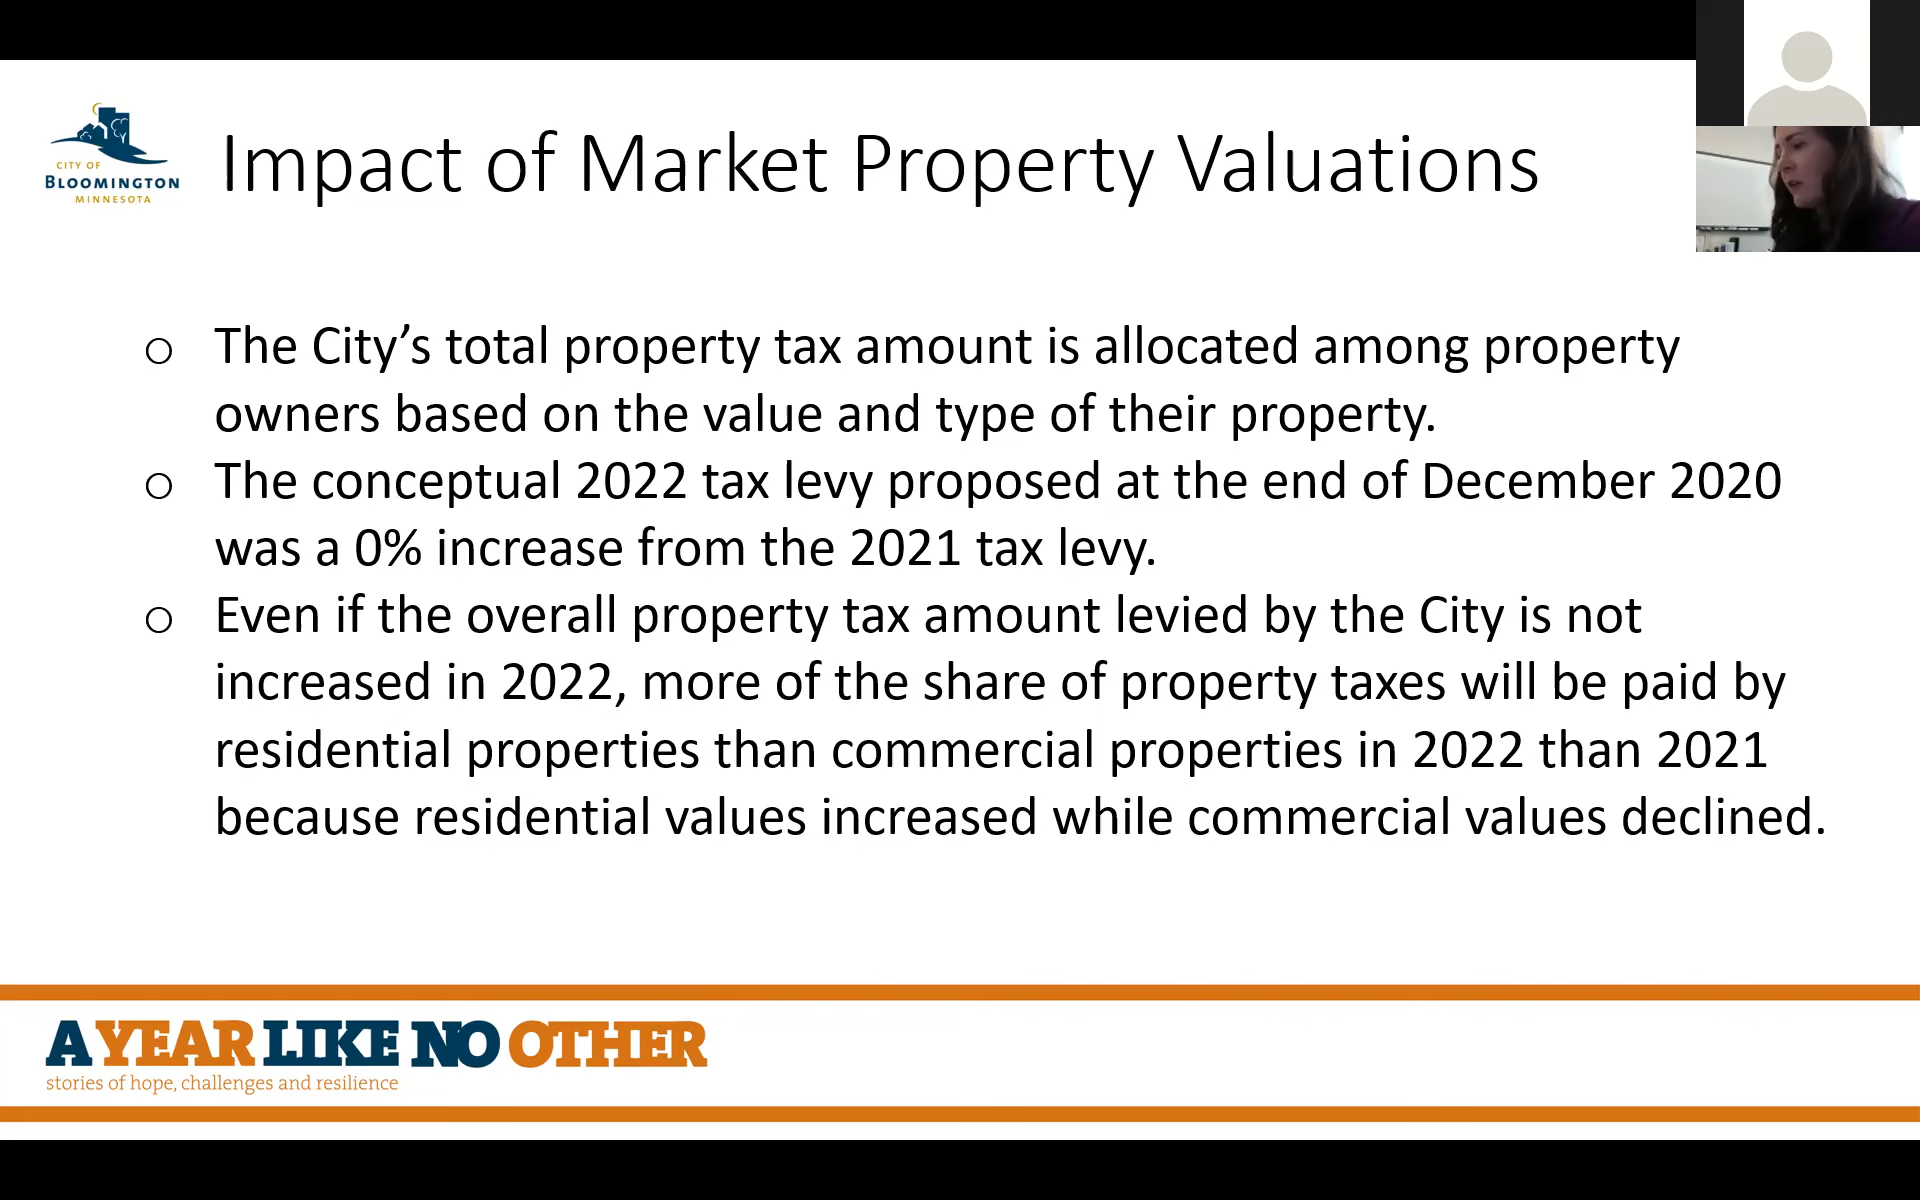 CITY OF
BLOOMINGTON
MINNESOTA
Impact of Market Property Valuations
o The City’s total property tax amount is allocated among property
owners based on the value and type of their property.
o The conceptual 2022 tax levy proposed at the end of December 2020
was a 0% increase from the 2021 tax levy.
o Even if the overall property tax amount levied by the City is not
increased in 2022, more of the share of property taxes will be paid by
residential properties than commercial properties in 2022 than 2021
because residential values increased while commercial values declined.
A YEAR LIKE NO OTHER
stories of hope, challenges and resilience